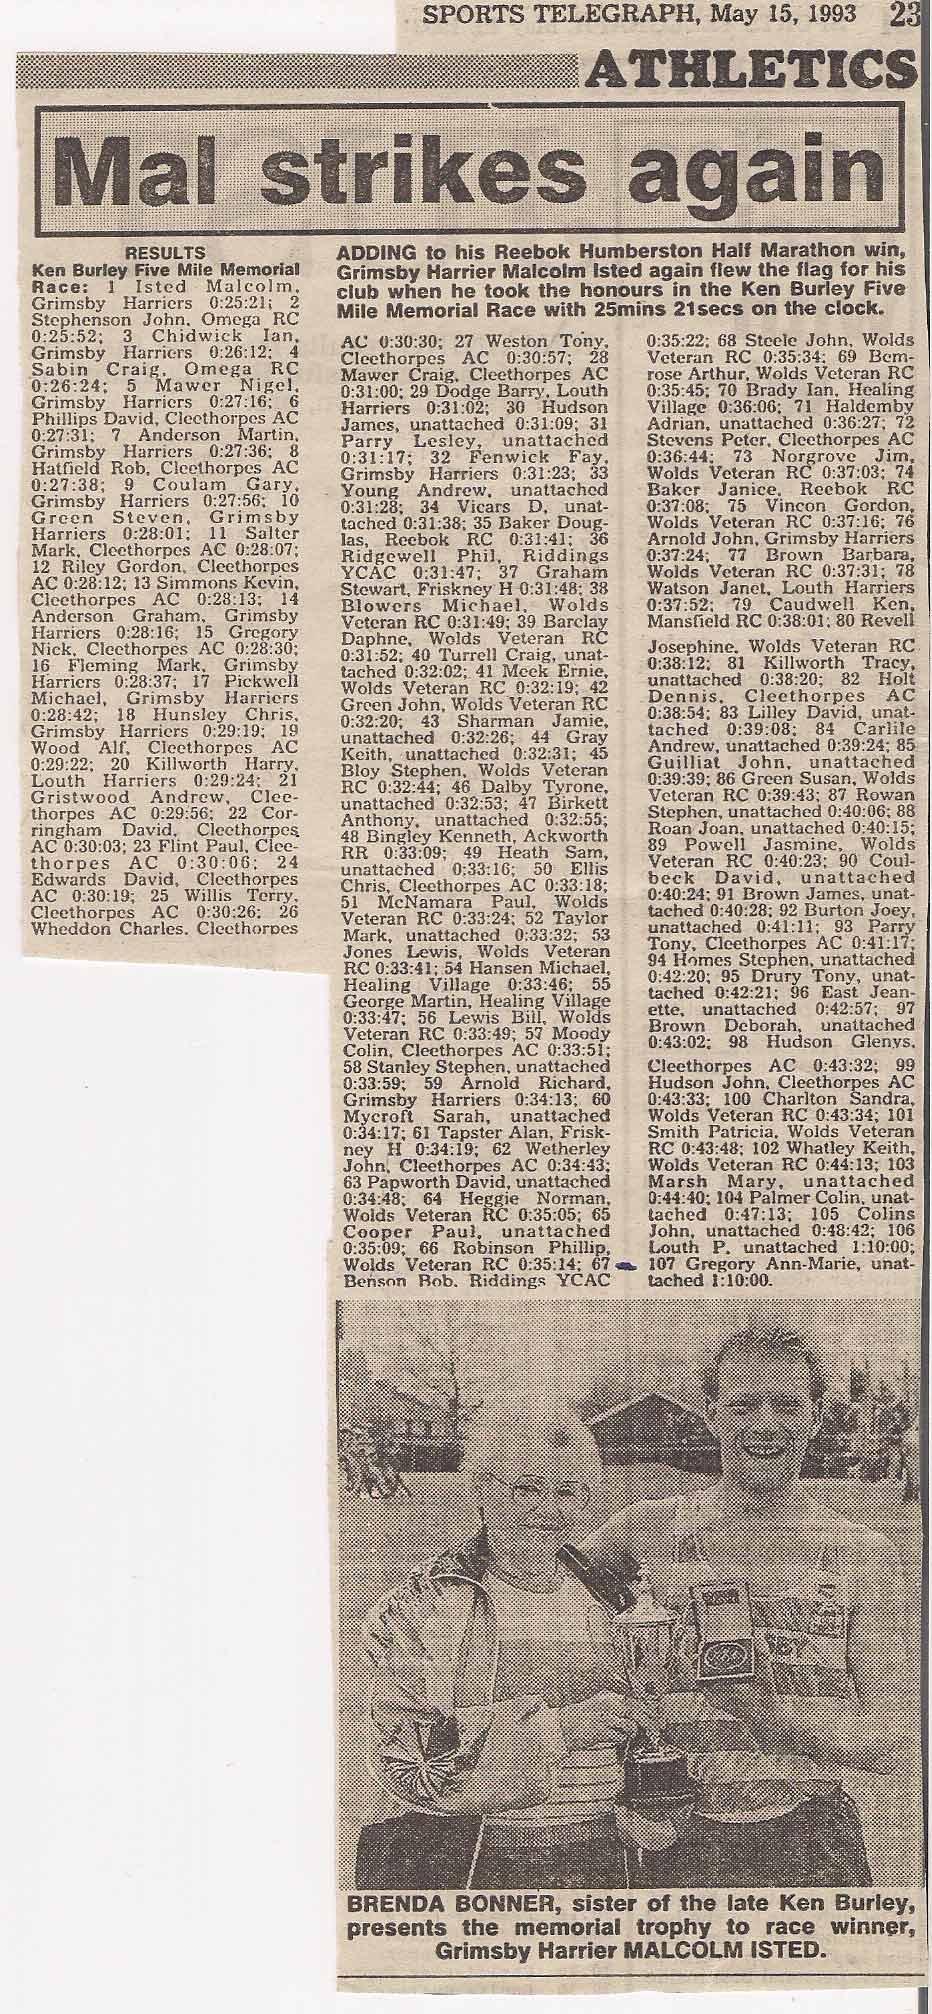 SPORTS TELEGRAPH, May 15, 1993 23
ATHLETICS
Mal strikes again
RESULTS
Ken Burley Five Mile Memorial
Race: 1 Isted Malcolm,
Grimsby Harriers 0:25:21; 2
Stephenson John, Omega RC
0:25:52; 3 Chidwick Ian,
Grimsby Harriers 0:26:12; 4
Sabin Craig, Omega RC
0:26:24; 5 Mawer Nigel,
Grimsby Harriers 0:27:16; 6
Phillips David, Cleethorpes AC
0:27:31; 7 Anderson Martin,
Grimsby Harriers 0:27:36; 8
Hatfield Rob, Cleethorpes AC
0:27:38; 9 Coulam Gary,
Grimsby Harriers 0:27:56; 10
Green Steven, Grimsby
Harriers 0:28:01; 11 Salter
Mark, Cleethorpes AC 0:28:07;
12 Riley Gordon, Cleethorpes
AC 0:28:12; 13 Simmons Kevin,
Cleethorpes AC 0:28:13; 14
Anderson Graham, Grimsby
Harriers 0:28:16; 15 Gregory
Nick, Cleethorpes AC 0:28:30;
16 Fleming Mark, Grimsby
Harriers 0:28:37; 17 Pickwell
Michael, Grimsby Harriers
0:28:42; 18 Hunsley Chris,
Grimsby Harriers 0:29:19; 19
Wood Alf, Cleethorpes AC
0:29:22; 20 Killworth Harry,
Louth Harriers 0:29:24; 21
Gristwood Andrew, Clee-
thorpes AC 0:29:56; 22 Cor-
ringham David, Cleethorpes
AC 0:30:03; 23 Flint Paul, Clee-
thorpes AC 0:30:06; 24
Edwards David, Cleethorpes
AC 0:30:19; 25 Willis Terry,
Cleethorpes AC 0:30:26; 26
Wheddon Charles, Cleethorpes
ADDING to his Reebok Humberston Half Marathon win,
Grimsby Harrier Malcolm Isted again flew the flag for his
club when he took the honours in the Ken Burley Five
Mile Memorial Race with 25mins 21secs on the clock.
AC 0:30:30; 27 Weston Tony,
Cleethorpes AC 0:30:57; 28
Mawer Craig, Cleethorpes AC
0:31:00; 29 Dodge Barry, Louth
Harriers 0:31:02; 30 Hudson
James, unattached 0:31:09; 31
Parry Lesley, unattached
0:31:17; 32 Fenwick Fay,
Grimsby Harriers 0:31:23; 33
Young Andrew, unattached
0:31:28; 34 Vicars D, unat-
tached 0:31:38; 35 Baker Doug-
las, Reebok RC 0:31:41; 36
Ridgewell Phil, Riddings
YCAC 0:31:47; 37 Graham
Stewart, Friskney H 0:31:48; 38
Blowers Michael, Wolds
Veteran RC 0:31:49; 39 Barclay
Daphne, Wolds Veteran RC
0:31:52; 40 Turrell Craig, unat-
tached 0:32:02; 41 Meek Ernie,
Wolds Veteran RC 0:32:19; 42
Green John, Wolds Veteran RC
0:32:20; 43 Sharman Jamie,
unattached 0:32:26; 44 Gray
Keith, unattached 0:32:31; 45
Bloy Stephen, Wolds Veteran
RC 0:32:44; 46 Dalby Tyrone,
unattached 0:32:53; 47 Birkett
Anthony, unattached 0:32:55;
48 Bingley Kenneth, Ackworth
RR 0:33:09; 49 Heath Sam,
unattached 0:33:16; 50 Ellis
Chris, Cleethorpes AC 0:33:18;
51 McNamara Paul, Wolds
Veteran RC 0:33:24; 52 Taylor
Mark, unattached 0:33:32; 53
Jones Lewis, Wolds Veteran
RC 0:33:41; 54 Hansen Michael,
Healing Village 0:33:46; 55
George Martin, Healing Village
0:33:47; 56 Lewis Bill, Wolds
Veteran RC 0:33:49; 57 Moody
Colin, Cleethorpes AC 0:33:51;
58 Stanley Stephen, unattached
0:33:59; 59 Arnold Richard,
Grimsby Harriers 0:34:13; 60
Mycroft Sarah, unattached
0:34:17; 61 Tapster Alan, Frisk-
ney H 0:34:19; 62 Wetherley
John, Cleethorpes AC 0:34:43;
63 Papworth David, unattached
0:34:48; 64 Heggie Norman,
Wolds Veteran RC 0:35:05; 65
Cooper Paul, unattached
0:35:09; 66 Robinson Phillip,
Wolds Veteran RC 0:35:14; 67
Benson Bob, Riddings YCAC
0:35:22; 68 Steele John, Wolds
Veteran RC 0:35:34; 69 Bem-
rose Arthur, Wolds Veteran RC
0:35:45; 70 Brady Ian, Healing
Village 0:36:06; 71 Haldemby
Adrian, unattached 0:36:27; 72
Stevens Peter, Cleethorpes AC
0:36:44; 73 Norgrove Jim,
Wolds Veteran RC 0:37:03; 74
Baker Janice, Reebok RC
0:37:08; 75 Vincon Gordon,
Wolds Veteran RC 0:37:16; 76
Arnold John, Grimsby Harriers
0:37:24; 77 Brown Barbara,
Wolds Veteran RC 0:37:31; 78
Watson Janet, Louth Harriers
0:37:52; 79 Caudwell Ken,
Mansfield RC 0:38:01; 80 Revell
Josephine, Wolds Veteran RC
0:38:12; 81 Killworth Tracy,
unattached 0:38:20; 82 Holt
Dennis, Cleethorpes AC
0:38:54; 83 Lilley David, unat-
tached 0:39:08; 84 Carlile
Andrew, unattached 0:39:24; 85
Guilliat John, unattached
0:39:39; 86 Green Susan, Wolds
Veteran RC 0:39:43; 87 Rowan
Stephen, unattached 0:40:06; 88
Roan Joan, unattached 0:40:15;
89 Powell Jasmine, Wolds
Veteran RC 0:40:23; 90 Coul-
beck David, unattached
0:40:24; 91 Brown James, unat-
tached 0:40:28; 92 Burton Joey,
unattached 0:41:11; 93 Parry
Tony, Cleethorpes AC 0:41:17;
94 Homes Stephen, unattached
0:42:20; 95 Drury Tony, unat-
tached 0:42:21; 96 East Jean-
ette, unattached 0:42:57; 97
Brown Deborah, unattached
0:43:02; 98 Hudson Glenys,
Cleethorpes AC 0:43:32; 99
Hudson John, Cleethorpes AC
0:43:33; 100 Charlton Sandra,
Wolds Veteran RC 0:43:34; 101
Smith Patricia, Wolds Veteran
RC 0:43:48; 102 Whatley Keith,
Wolds Veteran RC 0:44:13; 103
Marsh Mary, unattached
0:44:40; 104 Palmer Colin, unat-
tached 0:47:13; 105 Colins
John, unattached 0:48:42; 106
Louth P, unattached 1:10:00;
107 Gregory Ann-Marie, unat-
tached 1:10:00.
BRENDA BONNER, sister of the late Ken Burley,
presents the memorial trophy to race winner,
Grimsby Harrier MALCOLM ISTED.